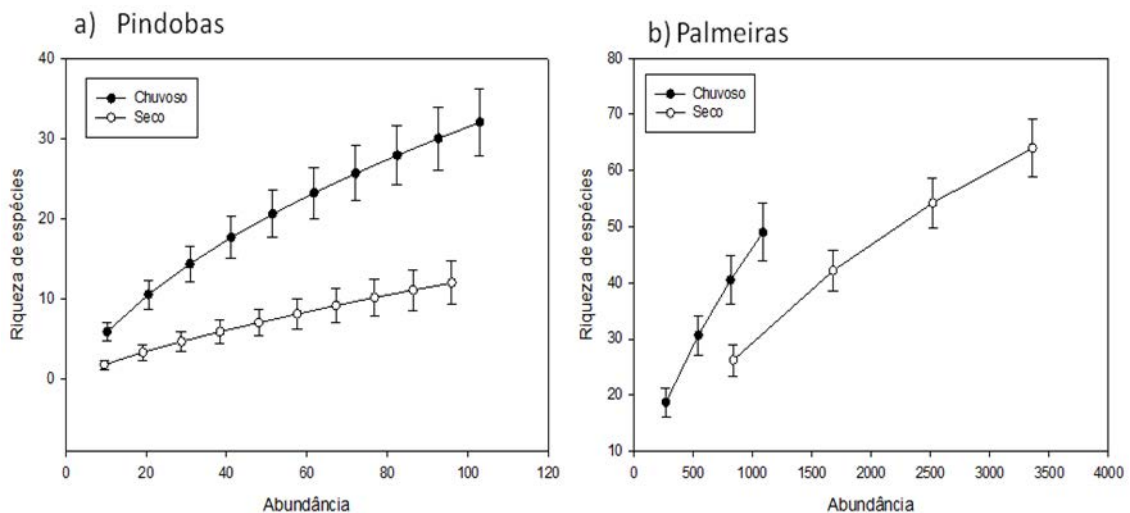 a) Pindobas
40
30
20
10
0
0 20 40 60 80 100 120
Riqueza de espécies
Abundância
Chuvoso
Seco
b) Palmeiras
80
70
60
50
40
30
20
10
0 500 1000 1500 2000 2500 3000 3500 4000
Riqueza de espécies
Abundância
Chuvoso
Seco